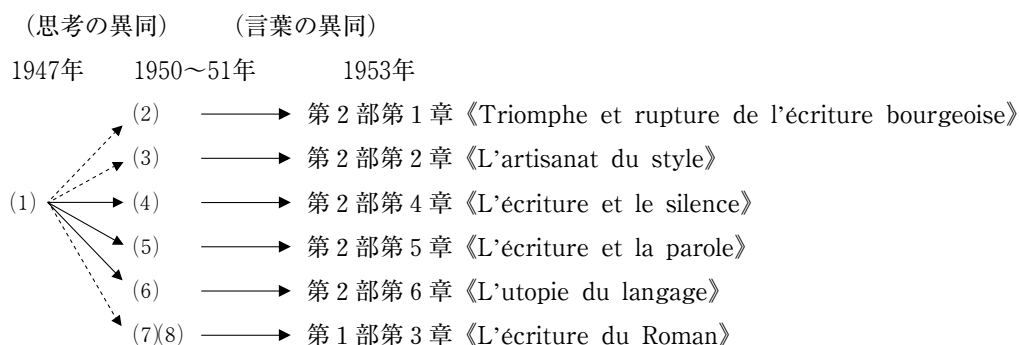 (思考の異同) (言葉の異同)
1947年 1950〜51年 1953年
(2) 第2部第1章《Triomphe et rupture de l’écriture bourgeoise》
(3) 第2部第2章《L’artisanat du style》
(1) (4) 第2部第4章《L’écriture et le silence》
(5) 第2部第5章《L’écriture et la parole》
(6) 第2部第6章《L’utopie du langage》
(7)(8) 第1部第3章《L’écriture du Roman》